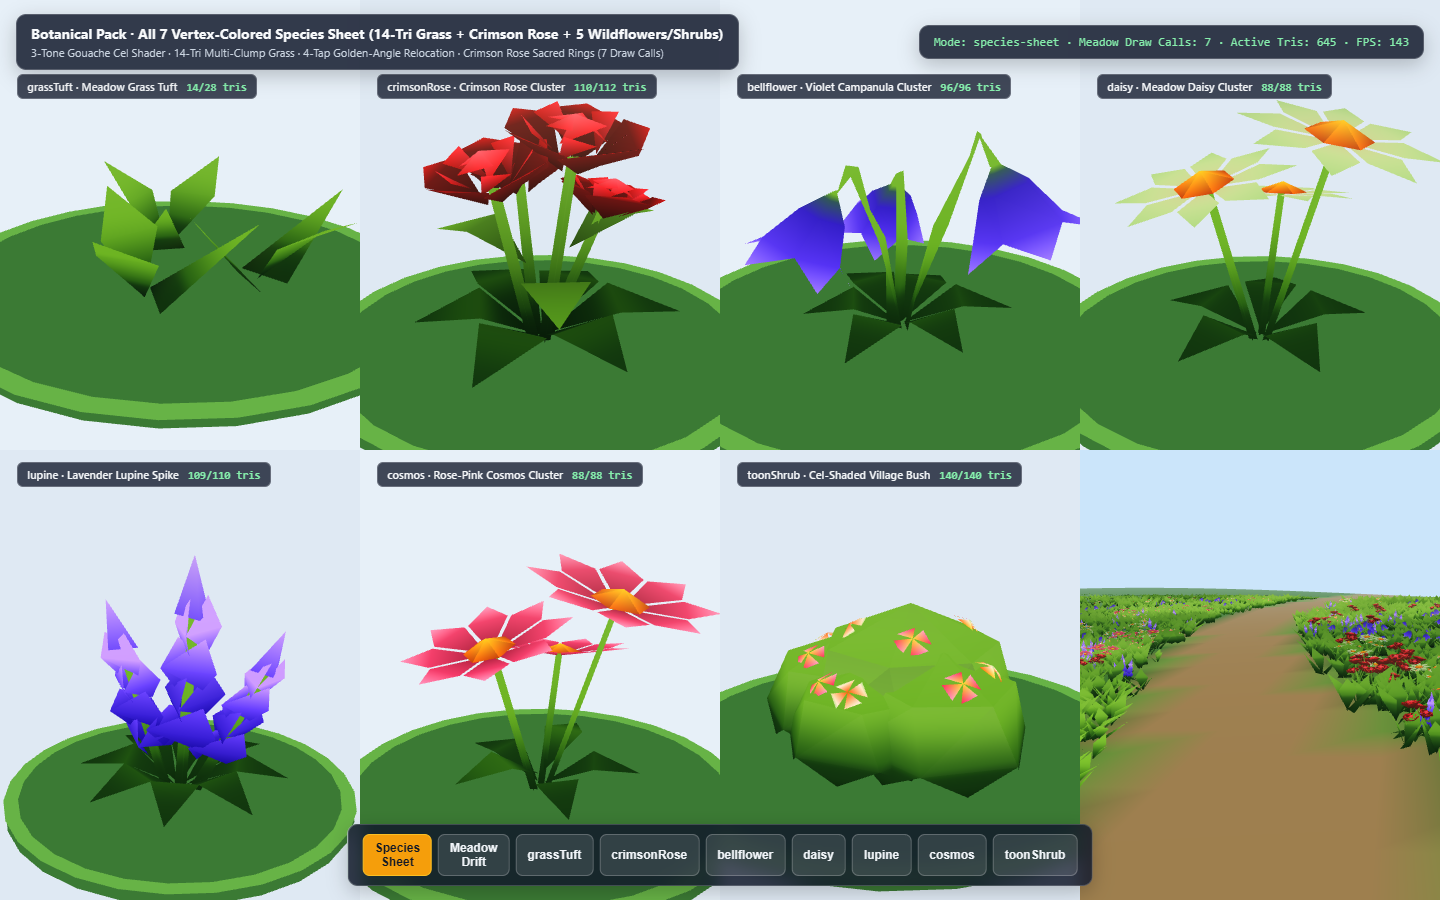 Botanical Pack · All 7 Vertex-Colored Species Sheet (14-Tri Grass + Crimson Rose + 5 Wildflowers/Shrubs)
3-Tone Gouache Cel Shader · 14-Tri Multi-Clump Grass · 4-Tap Golden-Angle Relocation · Crimson Rose Sacred Rings (7 Draw Calls)
Mode: species-sheet · Meadow Draw Calls: 7 · Active Tris: 645 · FPS: 143
grassTuft · Meadow Grass Tuft 14/28 tris
crimsonRose · Crimson Rose Cluster 110/112 tris
bellflower · Violet Campanula Cluster 96/96 tris
daisy · Meadow Daisy Cluster 88/88 tris
lupine · Lavender Lupine Spike 109/110 tris
cosmos · Rose-Pink Cosmos Cluster 88/88 tris
toonShrub · Cel-Shaded Village Bush 140/140 tris
Species
Sheet
Meadow
Drift
grassTuft
crimsonRose
bellflower
daisy
lupine
cosmos
toonShrub